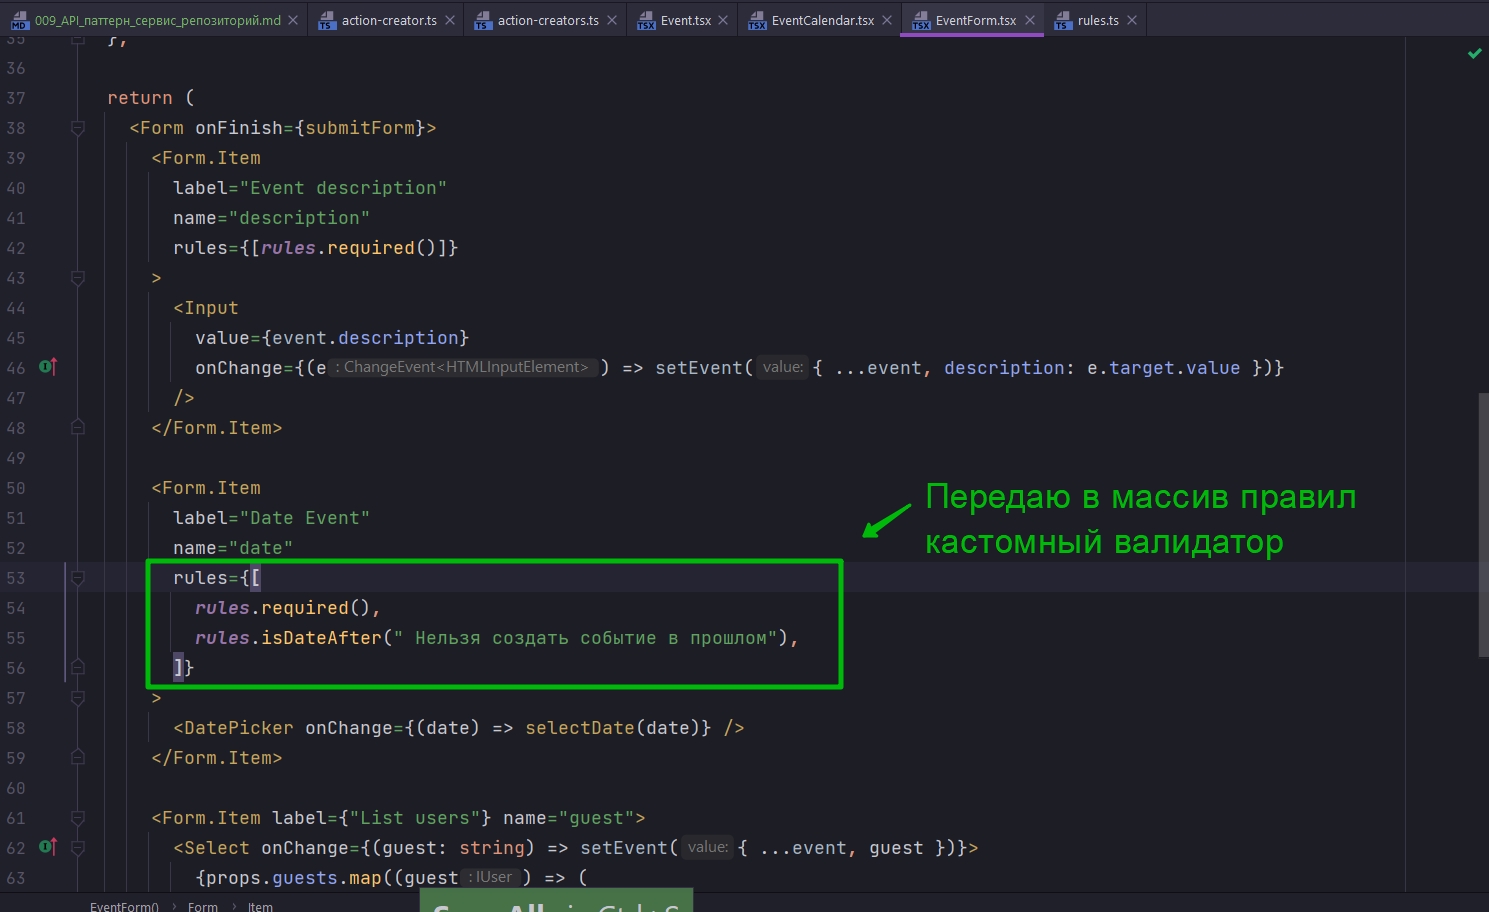 009_API_паттерн_сервис_репозиторий.md action-creator.ts action-creators.ts Event.tsx EventCalendar.tsx EventForm.tsx rules.ts
35 };
36
37 return (
38 <Form onFinish={submitForm}>
39 <Form.Item
40 label="Event description"
41 name="description"
42 rules={[rules.required()]}
43 >
44 <Input
45 value={event.description}
46 onChange={(e : ChangeEvent<HTMLInputElement> ) => setEvent( value: { ...event, description: e.target.value })}
47 />
48 </Form.Item>
49
50 <Form.Item
51 label="Date Event"
Передаю в массив правил
кастомный валидатор
52 name="date"
53 rules={[
54 rules.required(),
55 rules.isDateAfter(" Нельзя создать событие в прошлом"),
56 ]}
57 >
58 <DatePicker onChange={(date) => selectDate(date)} />
59 </Form.Item>
60
61 <Form.Item label={"List users"} name="guest">
62 <Select onChange={(guest: string) => setEvent( value: { ...event, guest })}>
63 {props.guests.map((guest : IUser ) => (
EventForm() > Form > Item